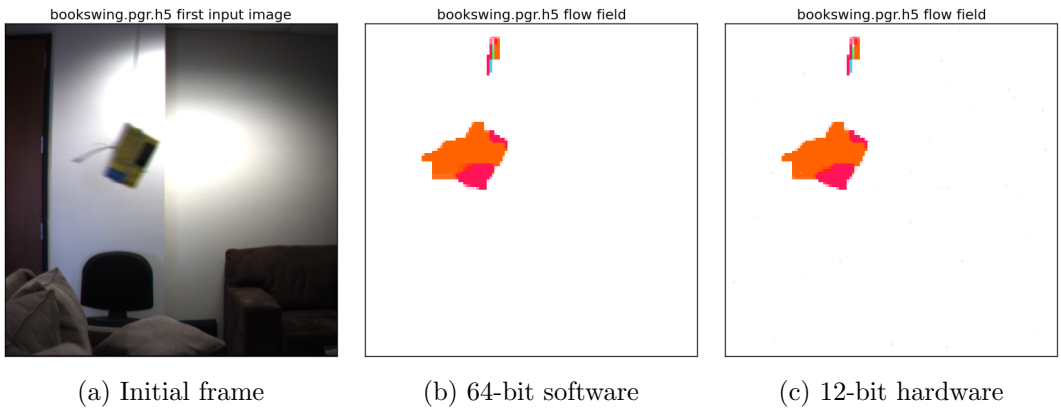 bookswing.pgr.h5 first input image
bookswing.pgr.h5 flow field
bookswing.pgr.h5 flow field
(a) Initial frame
(b) 64-bit software
(c) 12-bit hardware